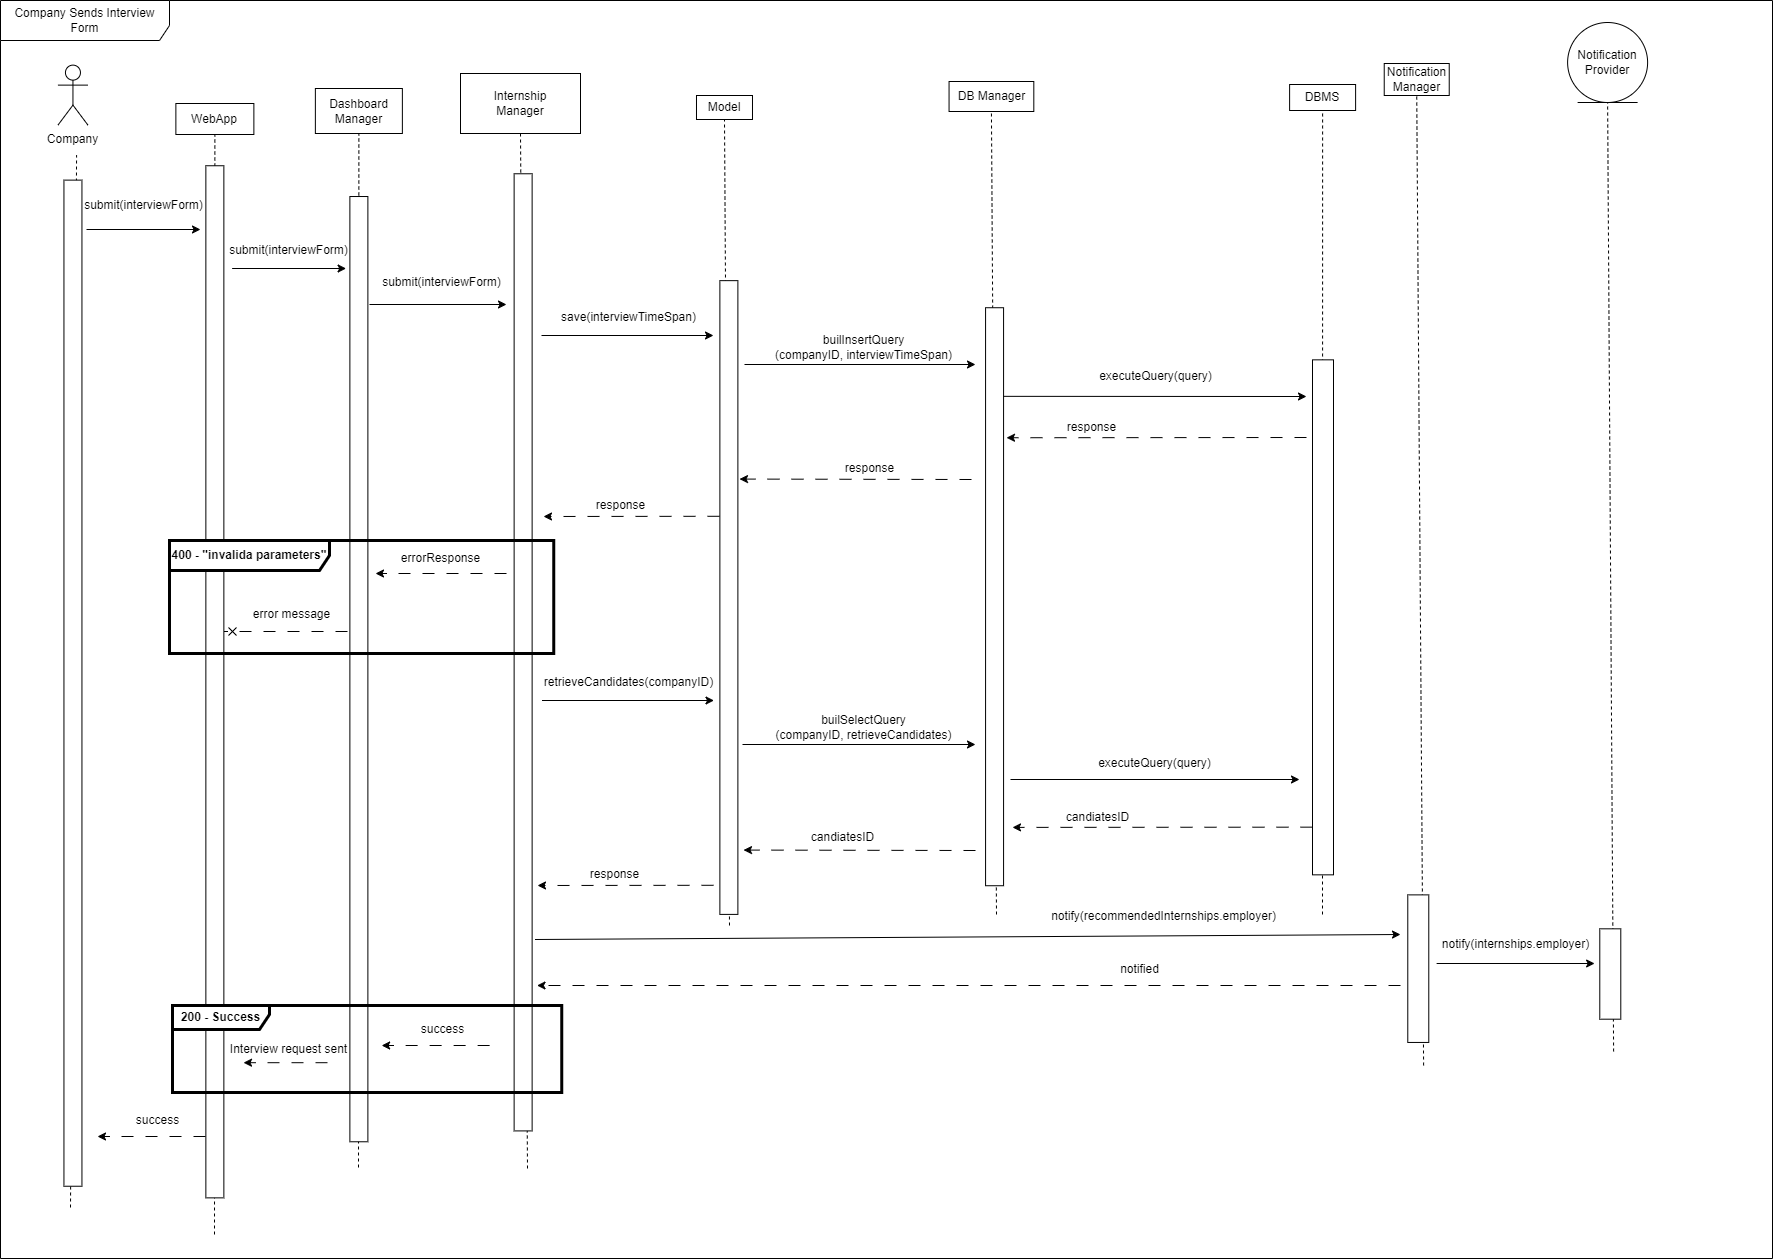 Company Sends Interview
Form
Company
WebApp
Dashboard
Manager
Internship
Manager
Model
DB Manager
DBMS
Notification
Manager
Notification
Provider
submit(interviewForm)
submit(interviewForm)
submit(interviewForm)
save(interviewTimeSpan)
builInsertQuery
(companyID, interviewTimeSpan)
executeQuery(query)
response
response
response
400 - "invalida parameters"
errorResponse
error message
retrieveCandidates(companyID)
builSelectQuery
(companyID, retrieveCandidates)
executeQuery(query)
candiatesID
candiatesID
response
notify(recommendedInternships.employer)
notify(internships.employer)
notified
200 - Success
success
Interview request sent
success